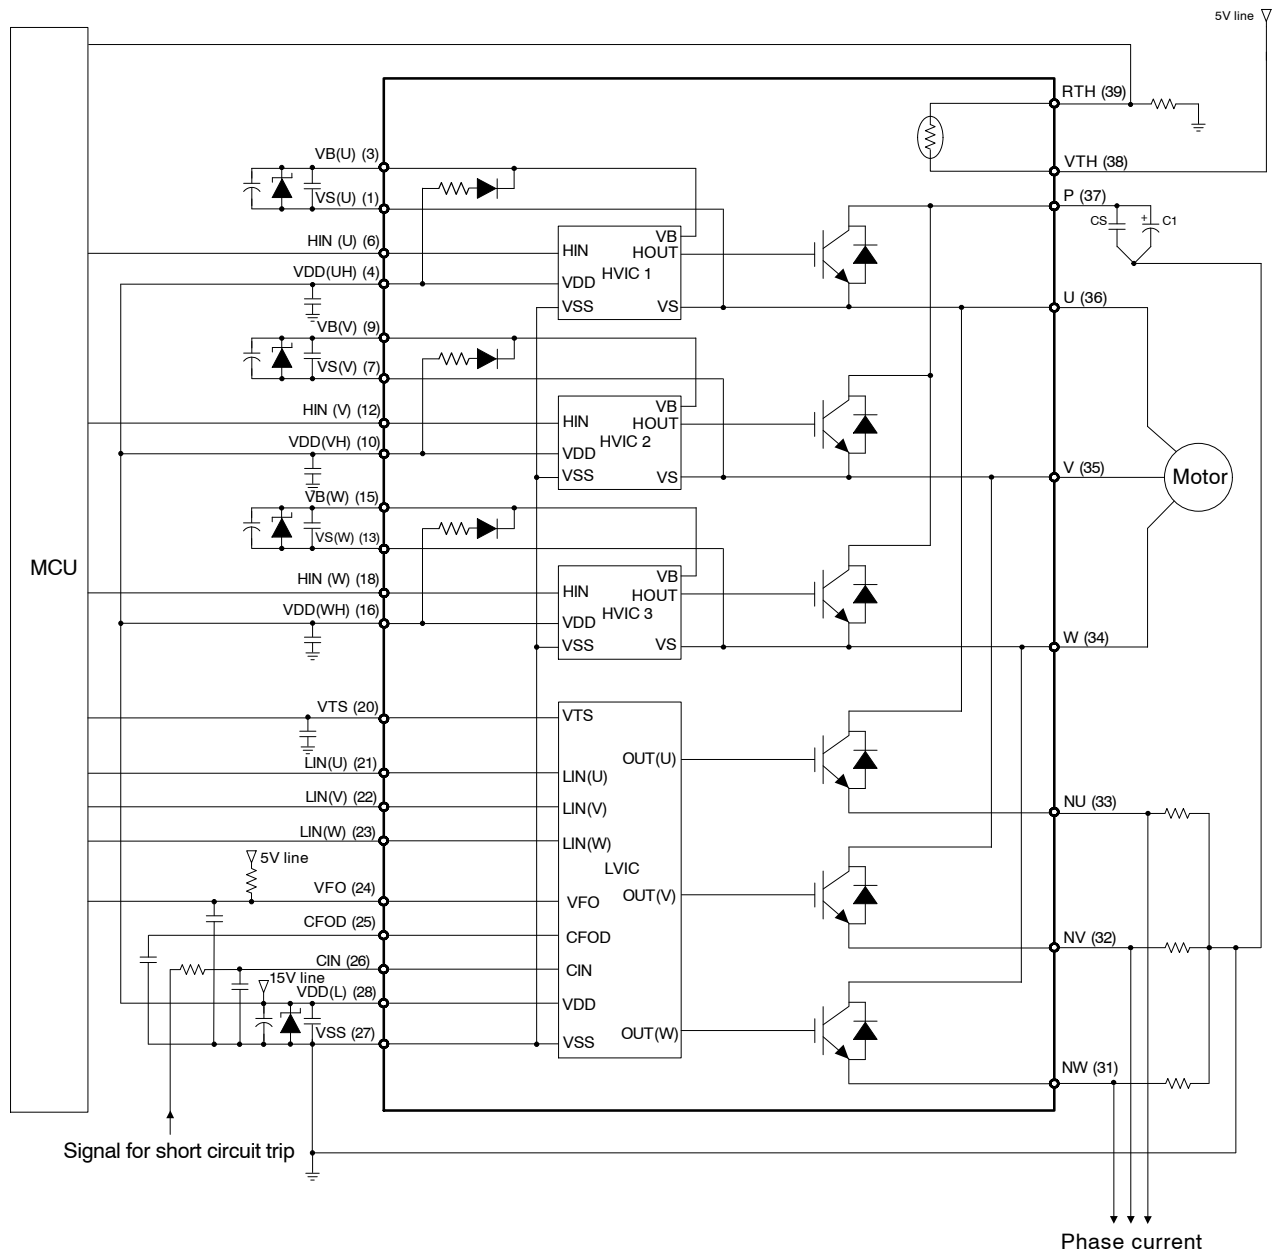 5V line
RTH (39)
VTH (38)
P (37)
CS
+
C1
VB(U) (3)
VS(U) (1)
HIN (U) (6)
VDD(UH) (4)
HIN
VDD
VSS
VB
HOUT
HVIC 1
VS
U (36)
VB(V) (9)
VS(V) (7)
HIN (V) (12)
VDD(VH) (10)
HIN
VDD
VSS
VB
HOUT
HVIC 2
VS
V (35)
Motor
VB(W) (15)
VS(W) (13)
MCU
HIN (W) (18)
VDD(WH) (16)
HIN
VDD
VSS
VB
HOUT
HVIC 3
VS
W (34)
VTS (20)
LIN(U) (21)
LIN(V) (22)
LIN(W) (23)
5V line
VFO (24)
CFOD (25)
CIN (26)
15V line
VDD(L) (28)
VSS (27)
VTS
LIN(U)
LIN(V)
LIN(W)
LVIC
VFO
CFOD
CIN
VDD
VSS
OUT(U)
OUT(V)
OUT(W)
NU (33)
NV (32)
NW (31)
Signal for short circuit trip
Phase current